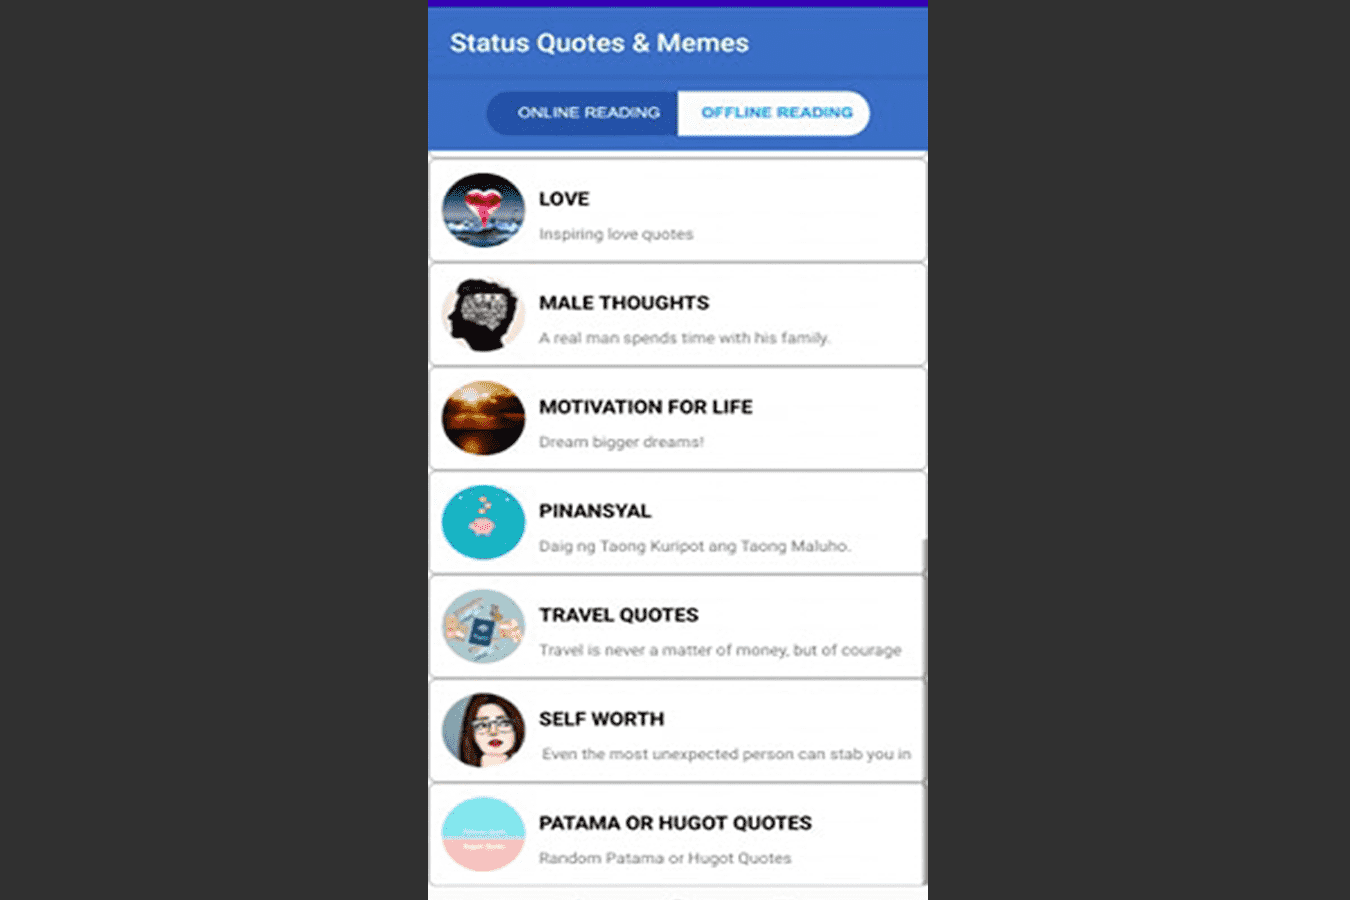 Status Quotes & Memes
ONLINE READING
OFFLINE READING
LOVE
Inspiring love quotes
MALE THOUGHTS
A real man spends time with his family.
MOTIVATION FOR LIFE
Dream bigger dreams!
PINANSYAL
Daig ng Taong Kuripot ang Taong Maluho.
TRAVEL QUOTES
Travel is never a matter of money, but of courage
SELF WORTH
Even the most unexpected person can stab you in
PATAMA OR HUGOT QUOTES
Random Patama or Hugot Quotes